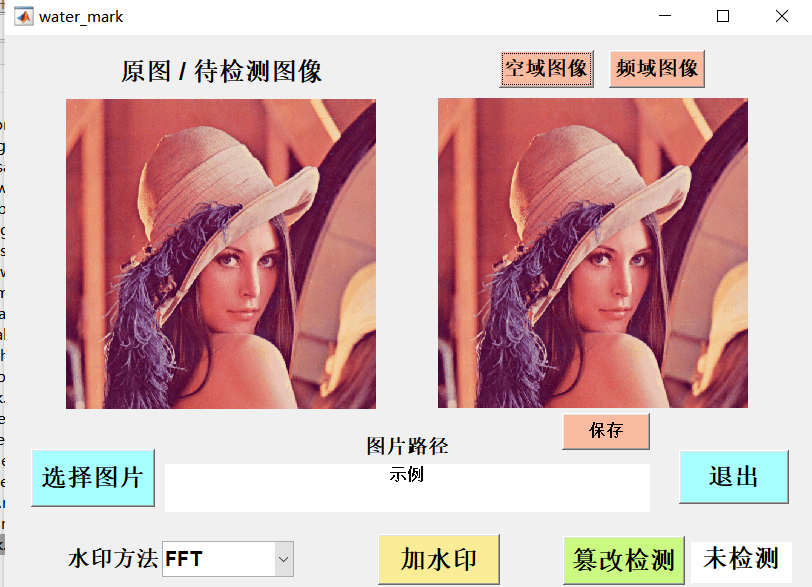 water_mark
原图 / 待检测图像
空域图像
频域图像
保存
图片路径
选择图片
示例
退出
水印方法
FFT
加水印
篡改检测
未检测